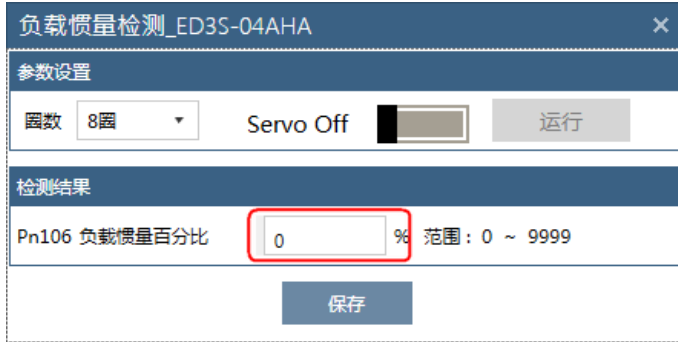 负载惯量检测_ED3S-04AHA ×
参数设置
圈数 8圈 Servo Off 运行
检测结果
Pn106 负载惯量百分比 0 % 范围：0 ~ 9999
保存